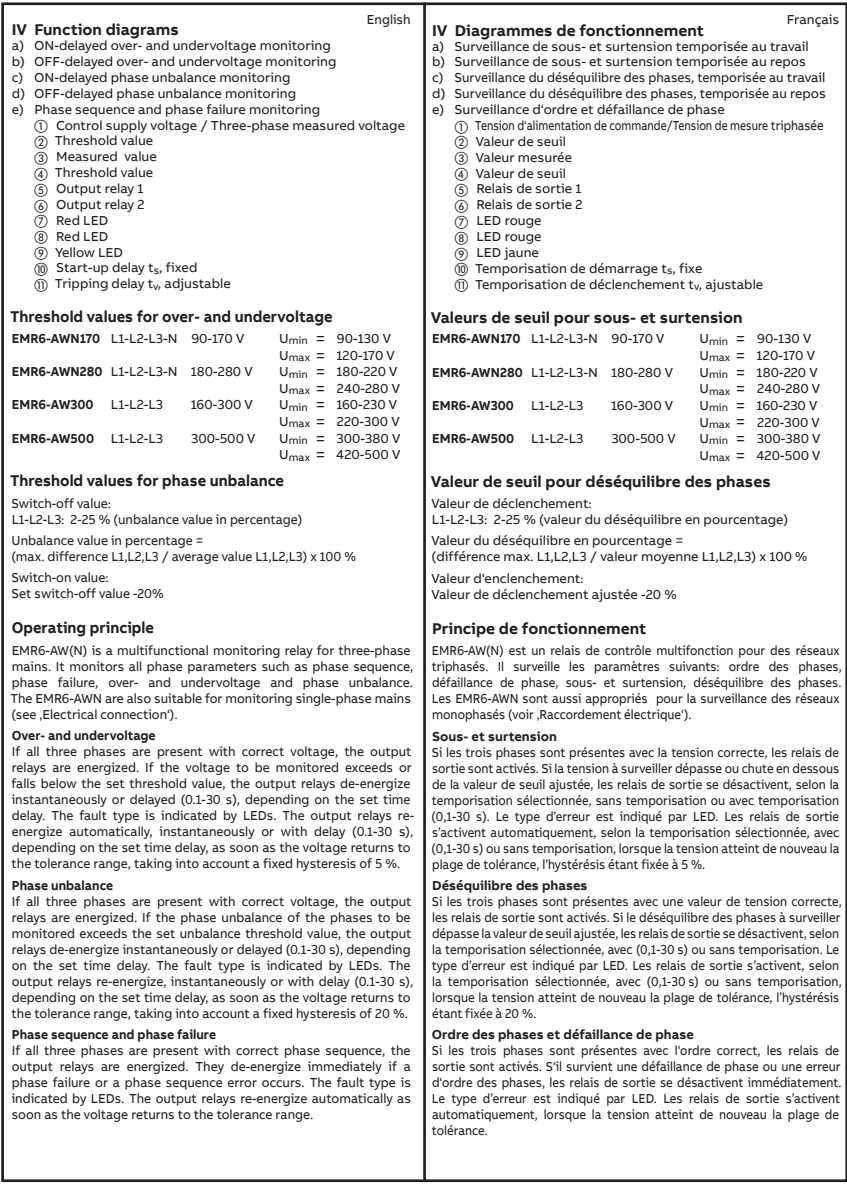 English
IV Function diagrams
a) ON-delayed over- and undervoltage monitoring
b) OFF-delayed over- and undervoltage monitoring
c) ON-delayed phase unbalance monitoring
d) OFF-delayed phase unbalance monitoring
e) Phase sequence and phase failure monitoring
① Control supply voltage / Three-phase measured voltage
② Threshold value
③ Measured value
④ Threshold value
⑤ Output relay 1
⑥ Output relay 2
⑦ Red LED
⑧ Red LED
⑨ Yellow LED
⑩ Start-up delay ts, fixed
⑪ Tripping delay tv, adjustable
Threshold values for over- and undervoltage
EMR6-AWN170 L1-L2-L3-N 90-170 V Umin = 90-130 V
Umax = 120-170 V
EMR6-AWN280 L1-L2-L3-N 180-280 V Umin = 180-220 V
Umax = 240-280 V
EMR6-AW300 L1-L2-L3 160-300 V Umin = 160-230 V
Umax = 220-300 V
EMR6-AW500 L1-L2-L3 300-500 V Umin = 300-380 V
Umax = 420-500 V
Threshold values for phase unbalance
Switch-off value:
L1-L2-L3: 2-25 % (unbalance value in percentage)
Unbalance value in percentage =
(max. difference L1,L2,L3 / average value L1,L2,L3) x 100 %
Switch-on value:
Set switch-off value -20%
Operating principle
EMR6-AW(N) is a multifunctional monitoring relay for three-phase
mains. It monitors all phase parameters such as phase sequence,
phase failure, over- and undervoltage and phase unbalance.
The EMR6-AWN are also suitable for monitoring single-phase mains
(see ‚Electrical connection‘).
Over- and undervoltage
If all three phases are present with correct voltage, the output
relays are energized. If the voltage to be monitored exceeds or
falls below the set threshold value, the output relays de-energize
instantaneously or delayed (0.1-30 s), depending on the set time
delay. The fault type is indicated by LEDs. The output relays re-
energize automatically, instantaneously or with delay (0.1-30 s),
depending on the set time delay, as soon as the voltage returns to
the tolerance range, taking into account a fixed hysteresis of 5 %.
Phase unbalance
If all three phases are present with correct voltage, the output
relays are energized. If the phase unbalance of the phases to be
monitored exceeds the set unbalance threshold value, the output
relays de-energize instantaneously or delayed (0.1-30 s), depending
on the set time delay. The fault type is indicated by LEDs. The
output relays re-energize, instantaneously or with delay (0.1-30 s),
depending on the set time delay, as soon as the voltage returns to
the tolerance range, taking into account a fixed hysteresis of 20 %.
Phase sequence and phase failure
If all three phases are present with correct phase sequence, the
output relays are energized. They de-energize immediately if a
phase failure or a phase sequence error occurs. The fault type is
indicated by LEDs. The output relays re-energize automatically as
soon as the voltage returns to the tolerance range.
Français
IV Diagrammes de fonctionnement
a) Surveillance de sous- et surtension temporisée au travail
b) Surveillance de sous- et surtension temporisée au repos
c) Surveillance du déséquilibre des phases, temporisée au travail
d) Surveillance du déséquilibre des phases, temporisée au repos
e) Surveillance d‘ordre et défaillance de phase
① Tension d‘alimentation de commande/Tension de mesure triphasée
② Valeur de seuil
③ Valeur mesurée
④ Valeur de seuil
⑤ Relais de sortie 1
⑥ Relais de sortie 2
⑦ LED rouge
⑧ LED rouge
⑨ LED jaune
⑩ Temporisation de démarrage ts, fixe
⑪ Temporisation de déclenchement tv, ajustable
Valeurs de seuil pour sous- et surtension
EMR6-AWN170 L1-L2-L3-N 90-170 V Umin = 90-130 V
Umax = 120-170 V
EMR6-AWN280 L1-L2-L3-N 180-280 V Umin = 180-220 V
Umax = 240-280 V
EMR6-AW300 L1-L2-L3 160-300 V Umin = 160-230 V
Umax = 220-300 V
EMR6-AW500 L1-L2-L3 300-500 V Umin = 300-380 V
Umax = 420-500 V
Valeur de seuil pour déséquilibre des phases
Valeur de déclenchement:
L1-L2-L3: 2-25 % (valeur du déséquilibre en pourcentage)
Valeur du déséquilibre en pourcentage =
(différence max. L1,L2,L3 / valeur moyenne L1,L2,L3) x 100 %
Valeur d‘enclenchement:
Valeur de déclenchement ajustée -20 %
Principe de fonctionnement
EMR6-AW(N) est un relais de contrôle multifonction pour des réseaux
triphasés. Il surveille les paramètres suivants: ordre des phases,
défaillance de phase, sous- et surtension, déséquilibre des phases.
Les EMR6-AWN sont aussi appropriés pour la surveillance des réseaux
monophasés (voir ‚Raccordement électrique‘).
Sous- et surtension
Si les trois phases sont présentes avec la tension correcte, les relais de
sortie sont activés. Si la tension à surveiller dépasse ou chute en dessous
de la valeur de seuil ajustée, les relais de sortie se désactivent, selon la
temporisation sélectionnée, sans temporisation ou avec temporisation
(0,1-30 s). Le type d‘erreur est indiqué par LED. Les relais de sortie
s‘activent automatiquement, selon la temporisation sélectionnée, avec
(0,1-30 s) ou sans temporisation, lorsque la tension atteint de nouveau la
plage de tolérance, l‘hystérésis étant fixée à 5 %.
Déséquilibre des phases
Si les trois phases sont présentes avec une valeur de tension correcte,
les relais de sortie sont activés. Si le déséquilibre des phases à surveiller
dépasse la valeur de seuil ajustée, les relais de sortie se désactivent, selon
la temporisation sélectionnée, avec (0,1-30 s) ou sans temporisation. Le
type d‘erreur est indiqué par LED. Les relais de sortie s‘activent, selon
la temporisation sélectionnée, avec (0,1-30 s) ou sans temporisation,
lorsque la tension atteint de nouveau la plage de tolérance, l‘hystérésis
étant fixée à 20 %.
Ordre des phases et défaillance de phase
Si les trois phases sont présentes avec l‘ordre correct, les relais de
sortie sont activés. S‘il survient une défaillance de phase ou une erreur
d‘ordre des phases, les relais de sortie se désactivent immédiatement.
Le type d‘erreur est indiqué par LED. Les relais de sortie s‘activent
automatiquement, lorsque la tension atteint de nouveau la plage de
tolérance.